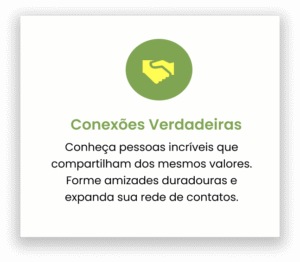 Conexões Verdadeiras
Conheça pessoas incríveis que
compartilham dos mesmos valores.
Forme amizades duradouras e
expanda sua rede de contatos.